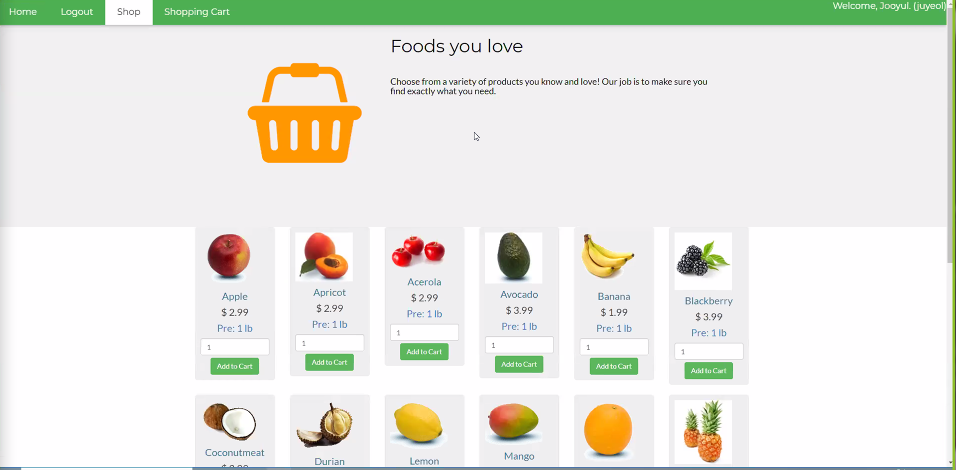 Home Logout Shop Shopping Cart Welcome, Jooyul. (juyeol)
Foods you love
Choose from a variety of products you know and love! Our job is to make sure you
find exactly what you need.
Apple
$ 2.99
Pre: 1 lb
1
Add to Cart
Apricot
$ 2.99
Pre: 1 lb
1
Add to Cart
Acerola
$ 2.99
Pre: 1 lb
1
Add to Cart
Avocado
$ 3.99
Pre: 1 lb
1
Add to Cart
Banana
$ 1.99
Pre: 1 lb
1
Add to Cart
Blackberry
$ 3.99
Pre: 1 lb
1
Add to Cart
Coconutmeat
Durian
Lemon
Mango